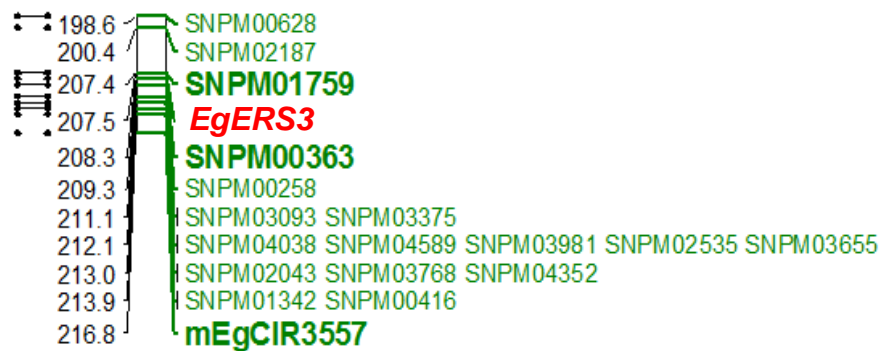 198.6 SNPM00628
200.4 SNPM02187
207.4 SNPM01759
207.5 EgERS3
208.3 SNPM00363
209.3 SNPM00258
211.1 SNPM03093 SNPM03375
212.1 SNPM04038 SNPM04589 SNPM03981 SNPM02535 SNPM03655
213.0 SNPM02043 SNPM03768 SNPM04352
213.9 SNPM01342 SNPM00416
216.8 mEgCIR3557